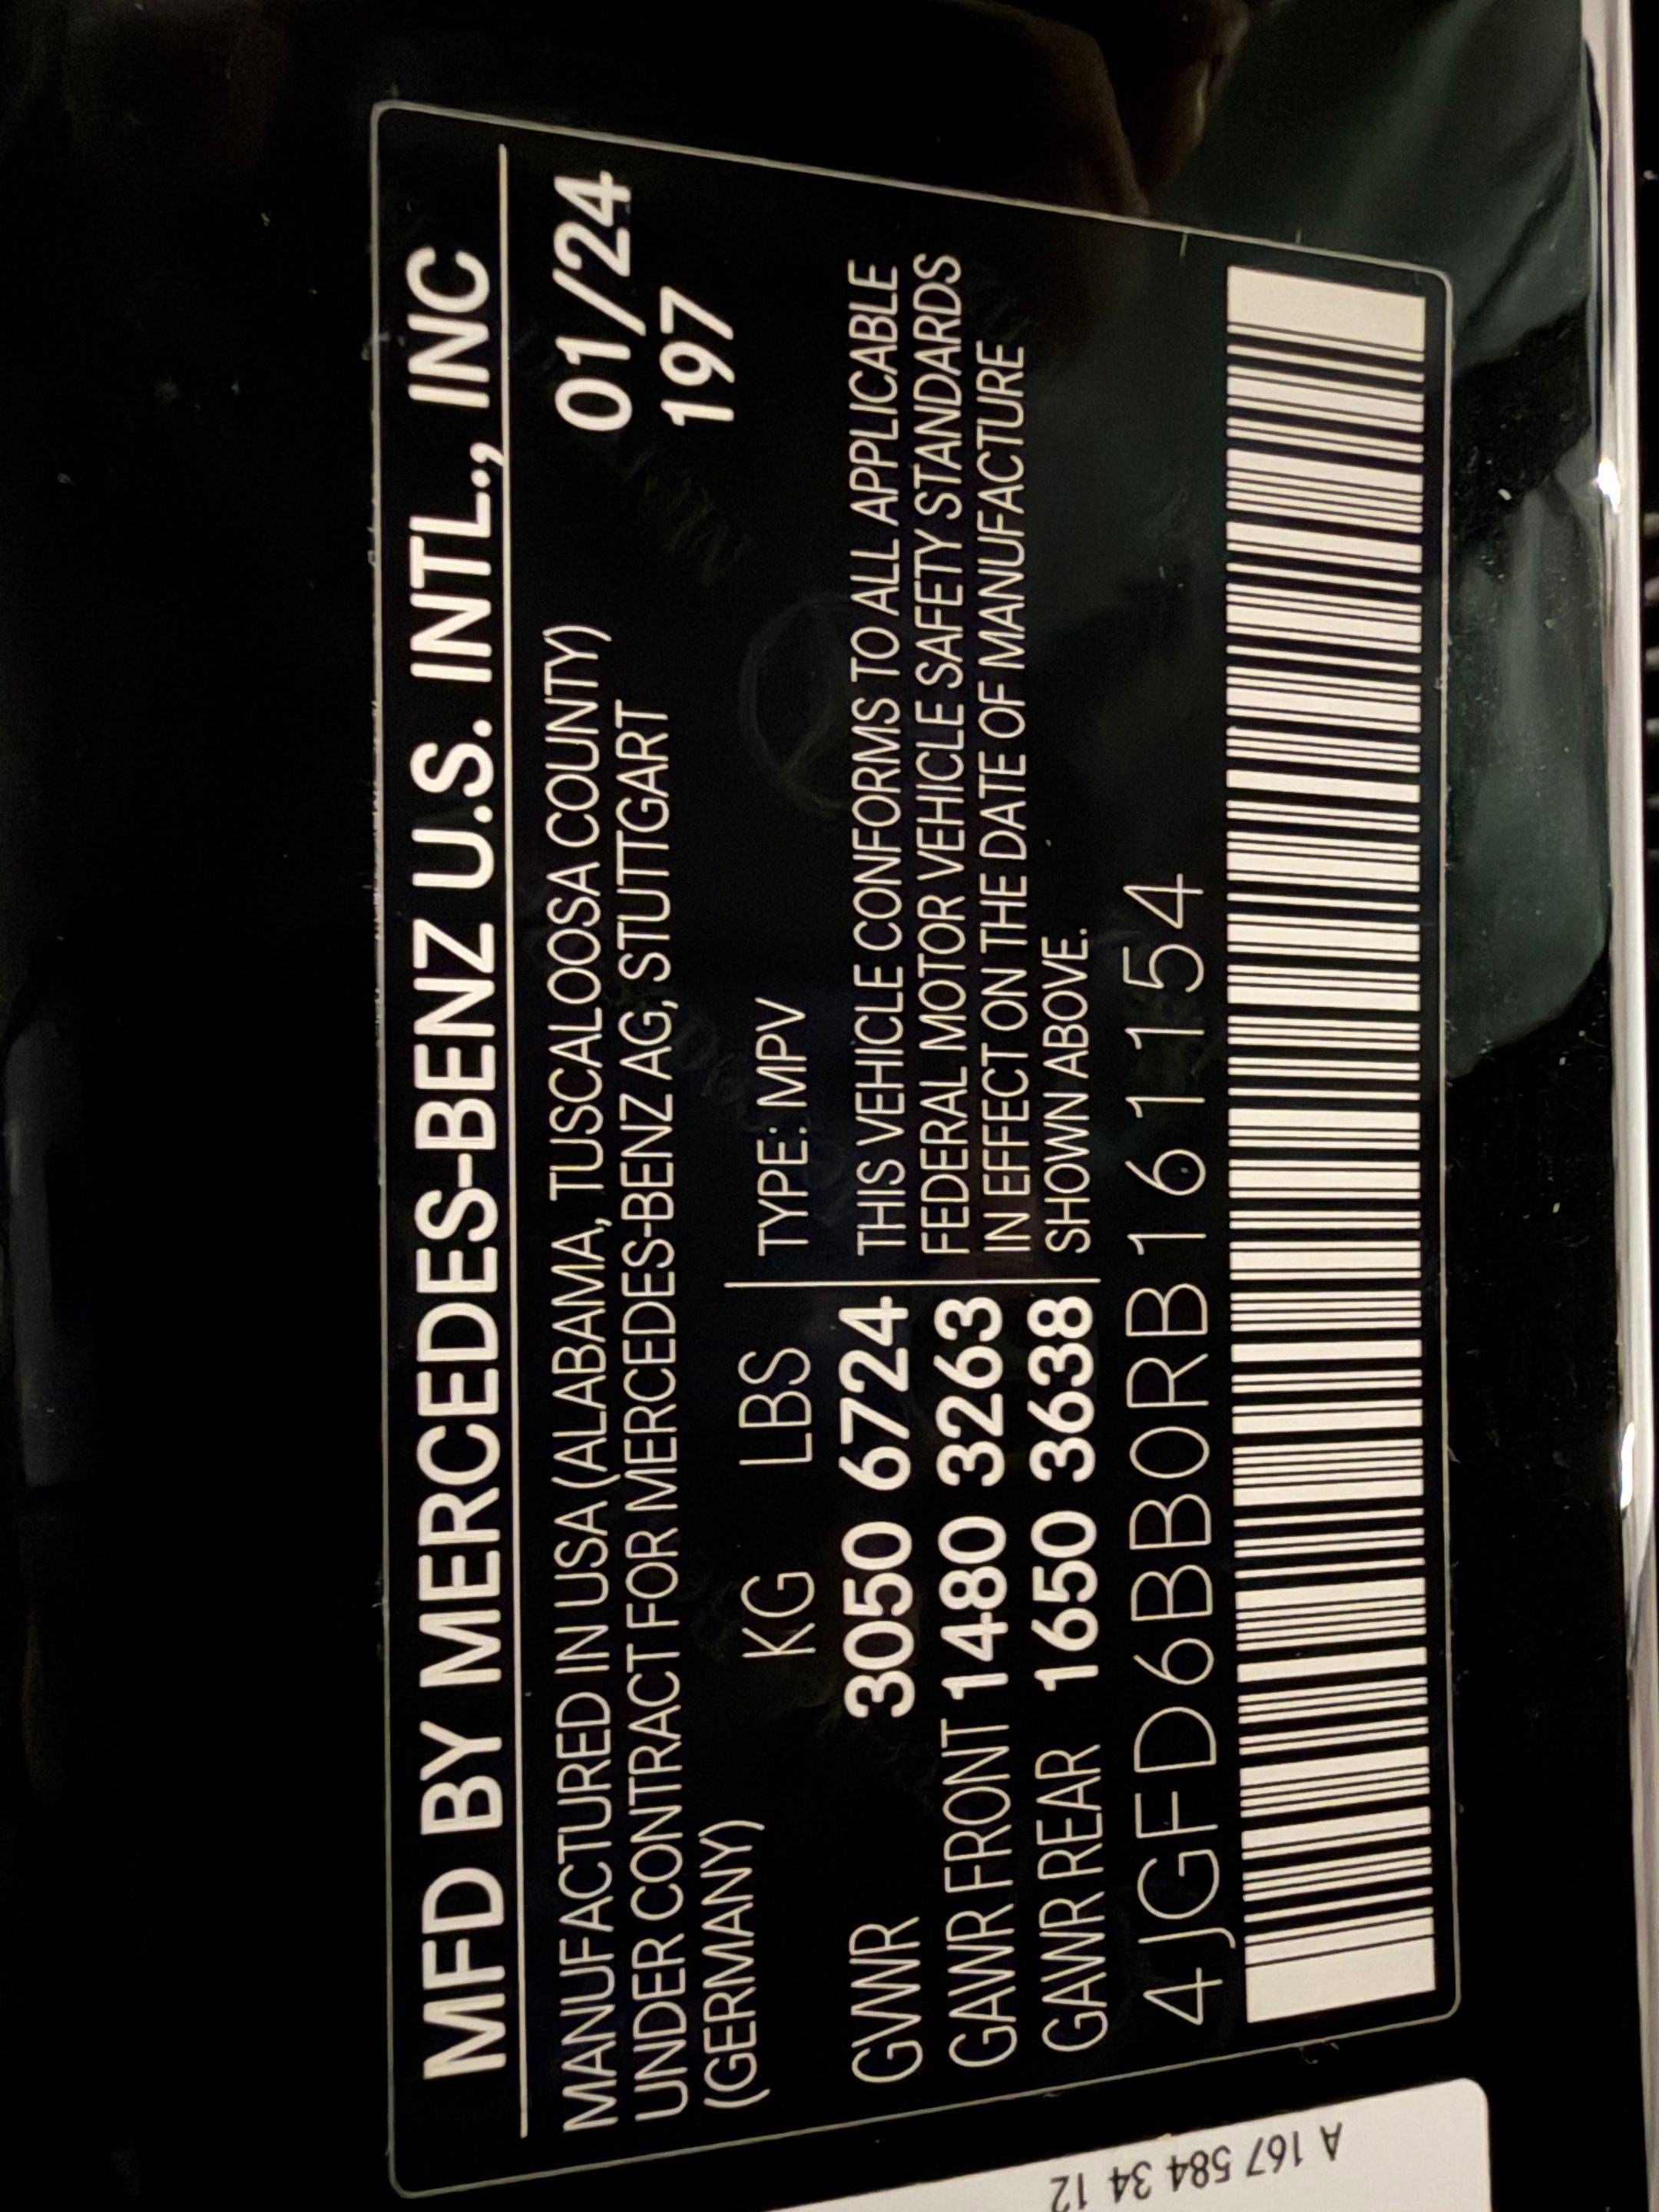 MFD BY MERCEDES-BENZ U.S. INTL., INC
MANUFACTURED IN USA (ALABAMA, TUSCALOOSA COUNTY) 01/24
UNDER CONTRACT FOR MERCEDES-BENZ AG, STUTTGART 197
(GERMANY)
KG LBS TYPE: MPV
GVWR 3050 6724
GAWR FRONT 1480 3263
GAWR REAR 1650 3638
THIS VEHICLE CONFORMS TO ALL APPLICABLE
FEDERAL MOTOR VEHICLE SAFETY STANDARDS
IN EFFECT ON THE DATE OF MANUFACTURE
SHOWN ABOVE.
4JGFD6BB0RB161154
A 167 584 34 12